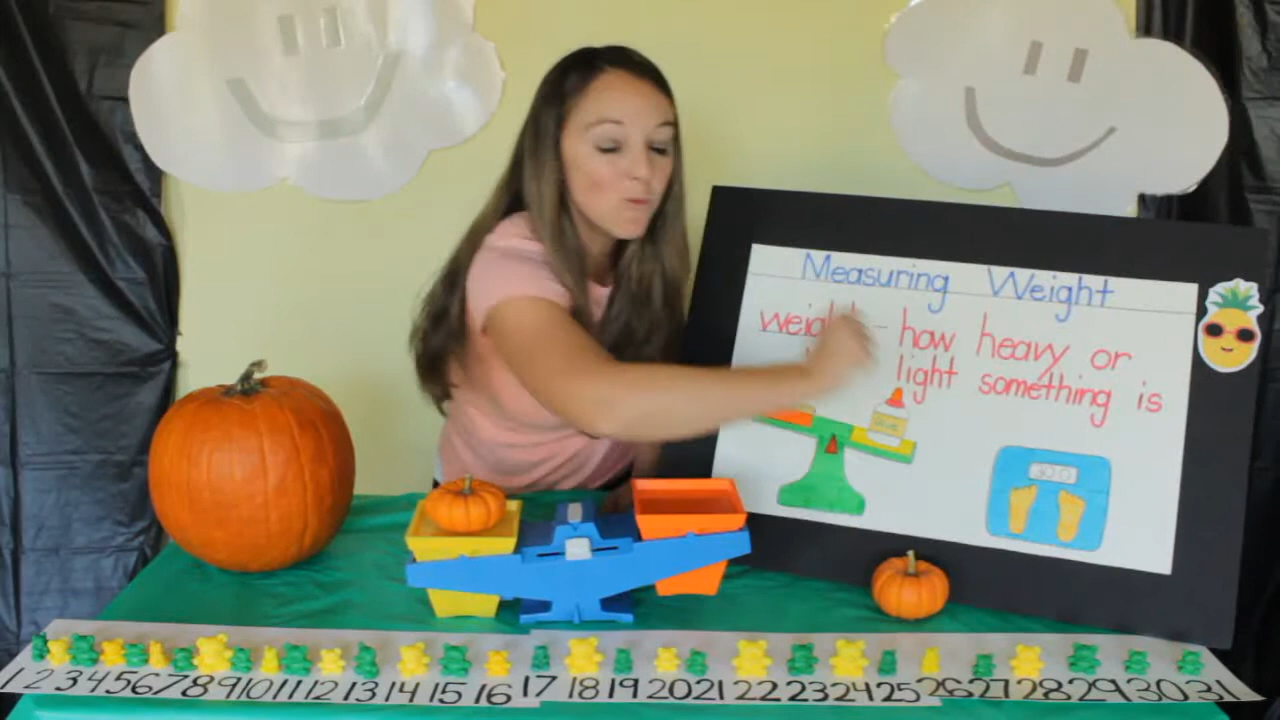 Measuring Weight
how heavy or
light something is
1 2 3 4 5 6 7 8 9 10 11 12 13 14 15 16 17 18 19 20 21 22 23 24 25 26 27 28 29 30 31